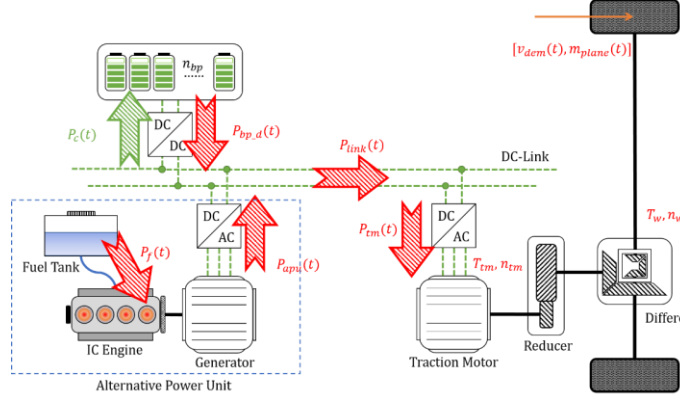 [v_dem(t), m_plane(t)]
n_bp
......
P_c(t)
DC
DC
P_bp_d(t)
P_link(t)
DC-Link
DC
AC
DC
AC
P_tm(t)
T_w, n_w
Fuel Tank
P_f(t)
P_apu(t)
T_tm, n_tm
IC Engine
Generator
Traction Motor
Reducer
Differe
Alternative Power Unit